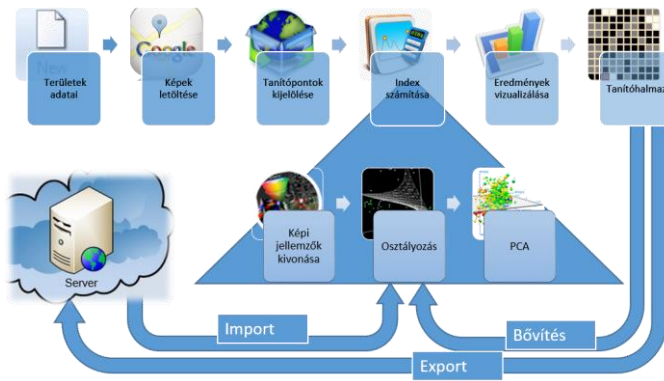 New
Google
Területek
adatai
Képek
letöltése
Tanítópontok
kijelölése
Index
számítása
Eredmények
vizualizálása
Tanítóhalmaz
Képi
jellemzők
kivonása
Osztályozás
PCA
Server
Import
Bővítés
Export